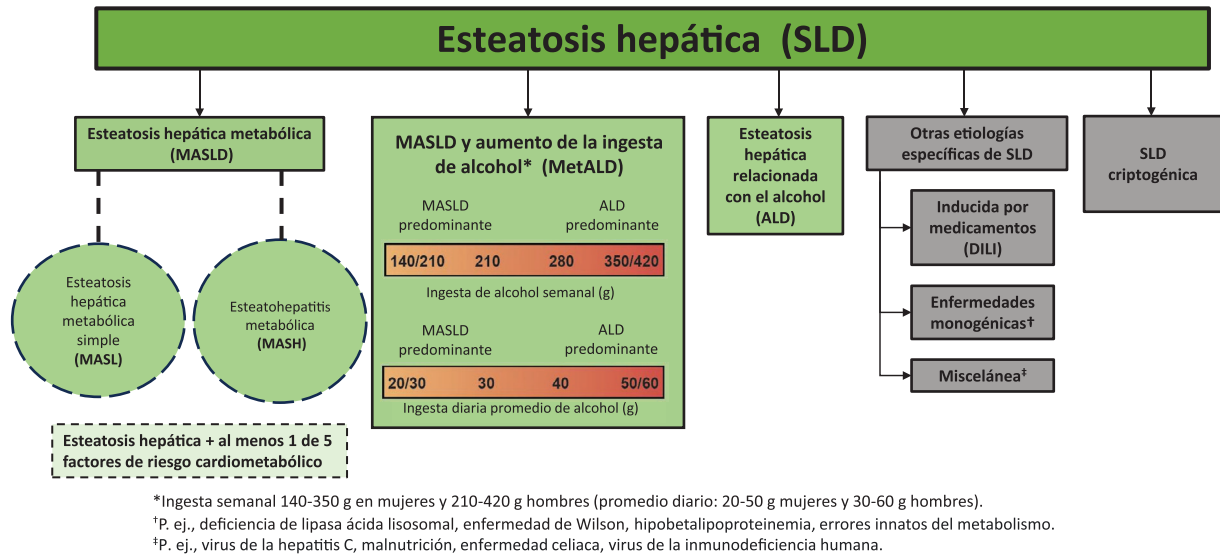 Esteatosis hepática (SLD)
Esteatosis hepática metabólica
(MASLD)
Esteatosis
hepática
metabólica
simple
(MASL)
Esteatohepatitis
metabólica
(MASH)
Esteatosis hepática + al menos 1 de 5
factores de riesgo cardiometabólico
MASLD y aumento de la ingesta
de alcohol* (MetALD)
MASLD
predominante
ALD
predominante
140/210 210 280 350/420
Ingesta de alcohol semanal (g)
MASLD
predominante
ALD
predominante
20/30 30 40 50/60
Ingesta diaria promedio de alcohol (g)
Esteatosis
hepática
relacionada
con el alcohol
(ALD)
Otras etiologías
específicas de SLD
Inducida por
medicamentos
(DILI)
Enfermedades
monogénicas†
Miscelánea‡
SLD
criptogénica
*Ingesta semanal 140-350 g en mujeres y 210-420 g hombres (promedio diario: 20-50 g mujeres y 30-60 g hombres).
†P. ej., deficiencia de lipasa ácida lisosomal, enfermedad de Wilson, hipobetalipoproteinemia, errores innatos del metabolismo.
‡P. ej., virus de la hepatitis C, malnutrición, enfermedad celiaca, virus de la inmunodeficiencia humana.